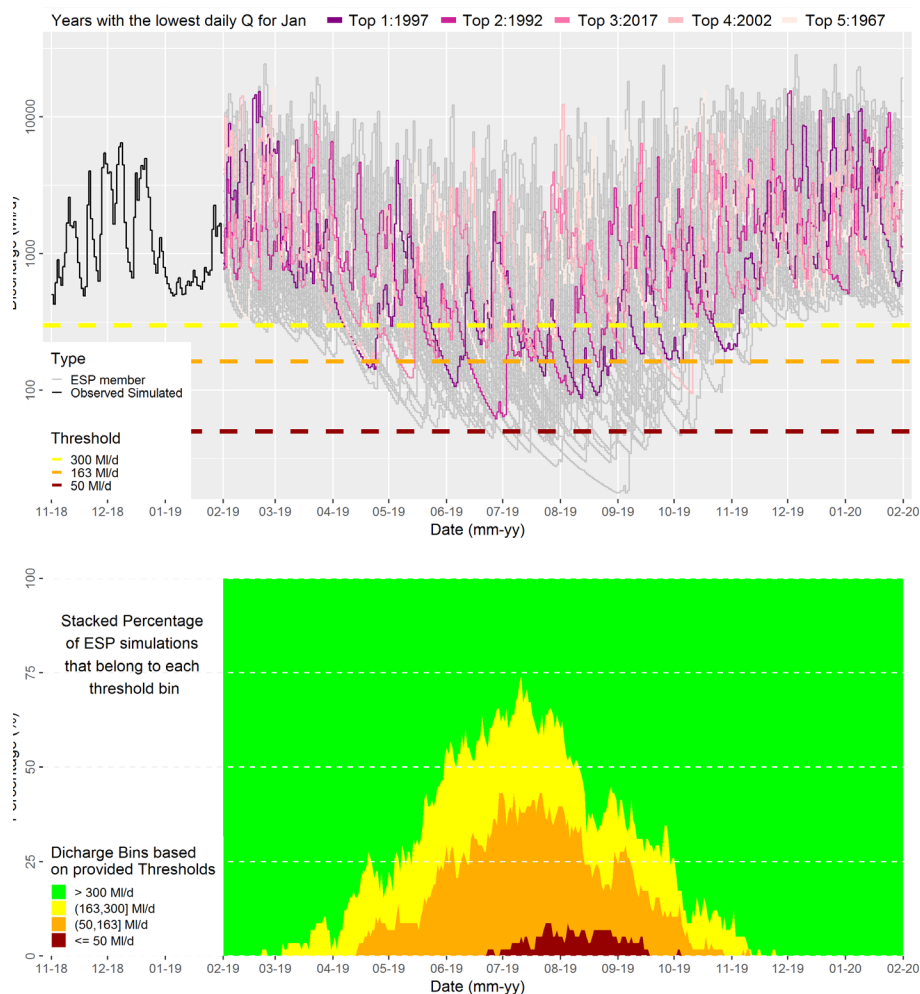 Years with the lowest daily Q for Jan Top 1:1997 Top 2:1992 Top 3:2017 Top 4:2002 Top 5:1967
10000
1000
100
Discharge (Ml/d)
Type
ESP member
Observed Simulated
Threshold
300 Ml/d
163 Ml/d
50 Ml/d
11-18 12-18 01-19 02-19 03-19 04-19 05-19 06-19 07-19 08-19 09-19 10-19 11-19 12-19 01-20 02-20
Date (mm-yy)
100
75
50
25
0
Percentage (%)
Stacked Percentage
of ESP simulations
that belong to each
threshold bin
Dicharge Bins based
on provided Thresholds
> 300 Ml/d
(163,300] Ml/d
(50,163] Ml/d
<= 50 Ml/d
11-18 12-18 01-19 02-19 03-19 04-19 05-19 06-19 07-19 08-19 09-19 10-19 11-19 12-19 01-20 02-20
Date (mm-yy)